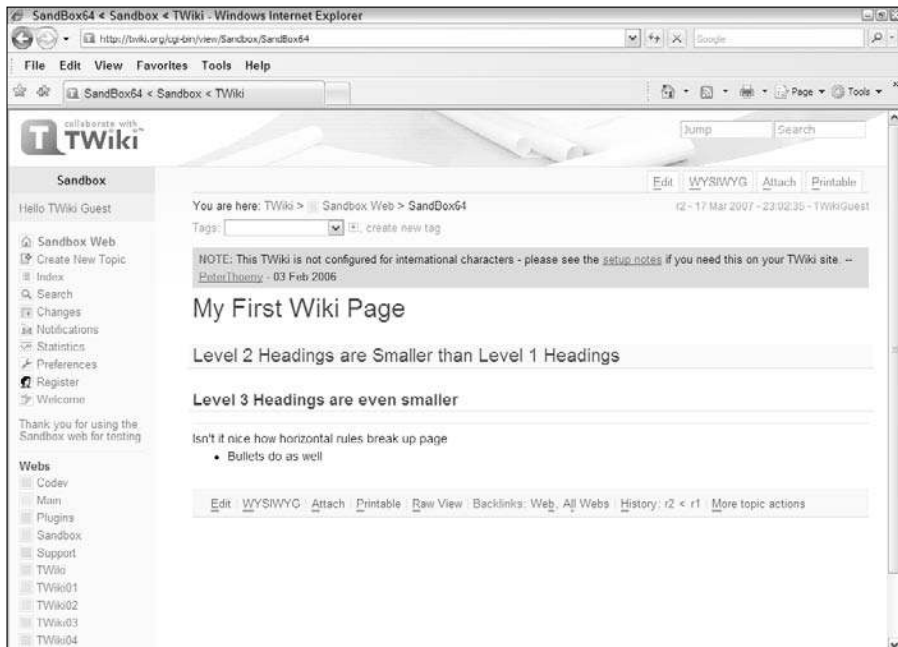 SandBox64 < Sandbox < TWiki - Windows Internet Explorer
http://twiki.org/cgi-bin/view/Sandbox/SandBox64
Google
File Edit View Favorites Tools Help
SandBox64 < Sandbox < TWiki
Page Tools
collaborate with
TWiki
Jump Search
Sandbox
Edit WYSIWYG Attach Printable
Hello TWiki Guest
You are here: TWiki > Sandbox Web > SandBox64
r2 - 17 Mar 2007 - 23:02:35 - TWikiGuest
Tags: , create new tag
NOTE: This TWiki is not configured for international characters - please see the setup notes if you need this on your TWiki site. --
PeterThoeny - 03 Feb 2006
Sandbox Web
Create New Topic
Index
Search
Changes
Notifications
Statistics
Preferences
Register
Welcome
Thank you for using the
Sandbox web for testing
Webs
Codev
Main
Plugins
Sandbox
Support
TWiki
TWiki01
TWiki02
TWiki03
TWiki04
My First Wiki Page
Level 2 Headings are Smaller than Level 1 Headings
Level 3 Headings are even smaller
Isn't it nice how horizontal rules break up page
• Bullets do as well
Edit | WYSIWYG | Attach | Printable | Raw View | Backlinks: Web, All Webs | History: r2 < r1 | More topic actions